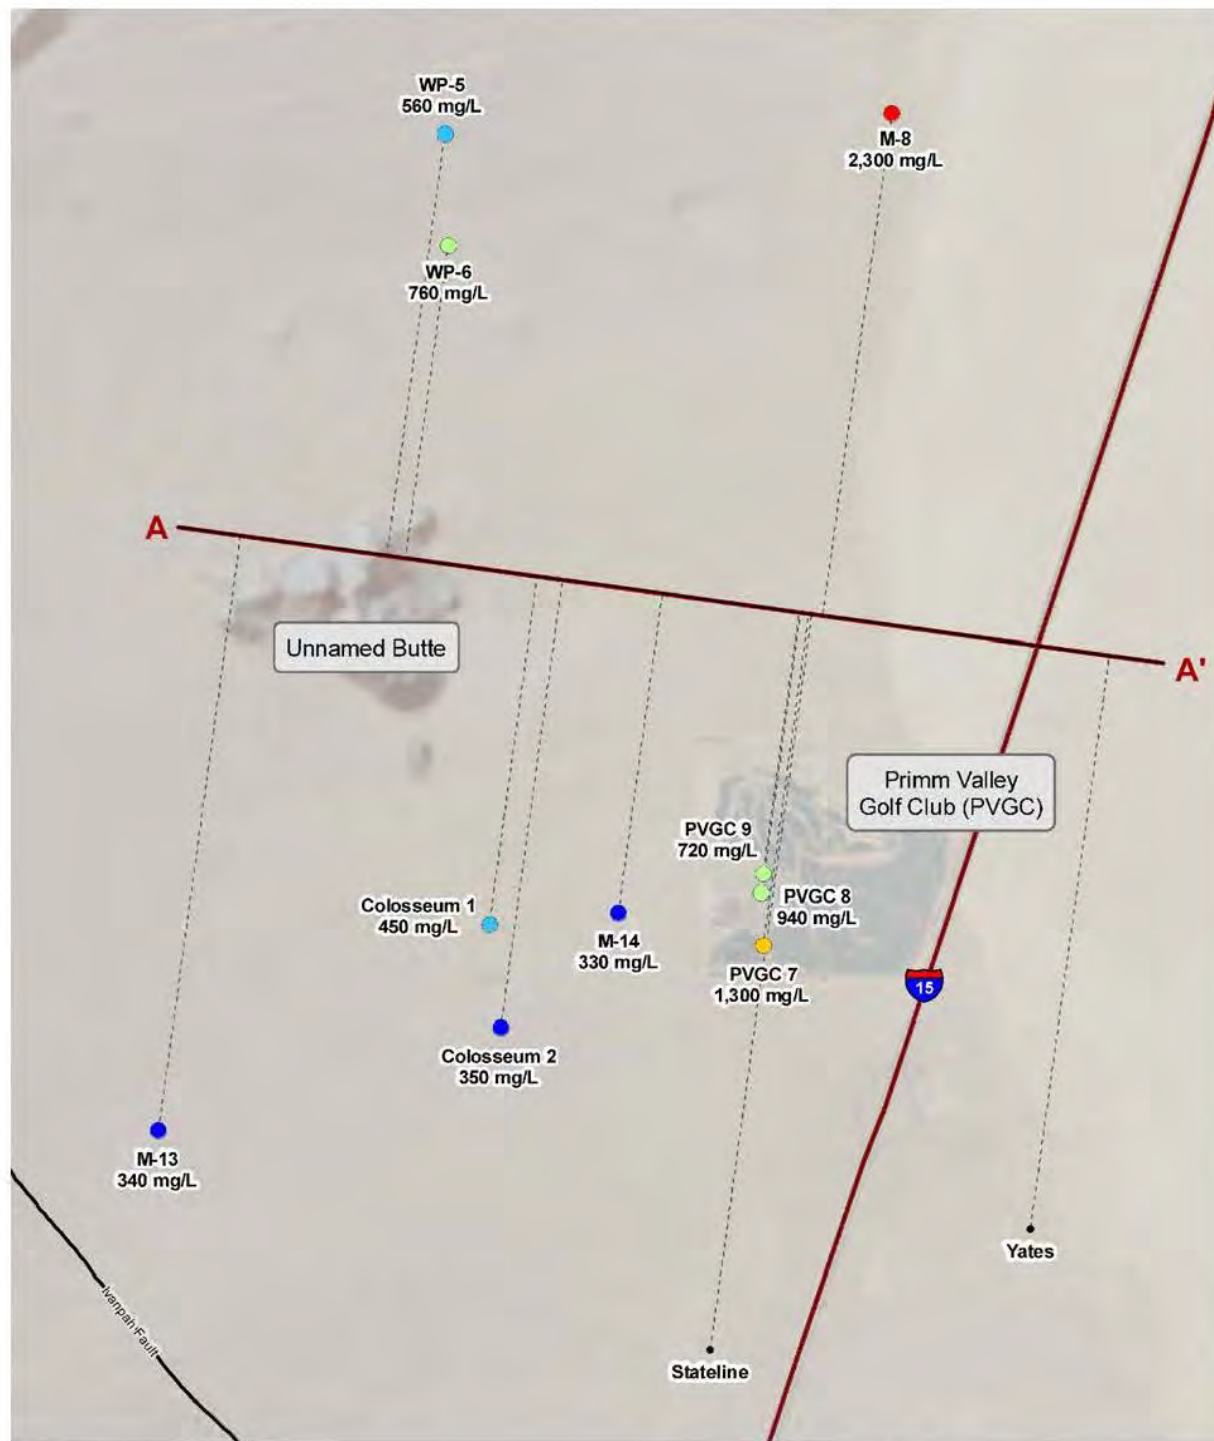 WP-5
560 mg/L
M-8
2,300 mg/L
WP-6
760 mg/L
A
Unnamed Butte
A'
Primm Valley
Golf Club (PVGC)
PVGC 9
720 mg/L
PVGC 8
940 mg/L
Colosseum 1
450 mg/L
M-14
330 mg/L
PVGC 7
1,300 mg/L
15
Colosseum 2
350 mg/L
M-13
340 mg/L
Yates
Ivanpah Fault
Stateline